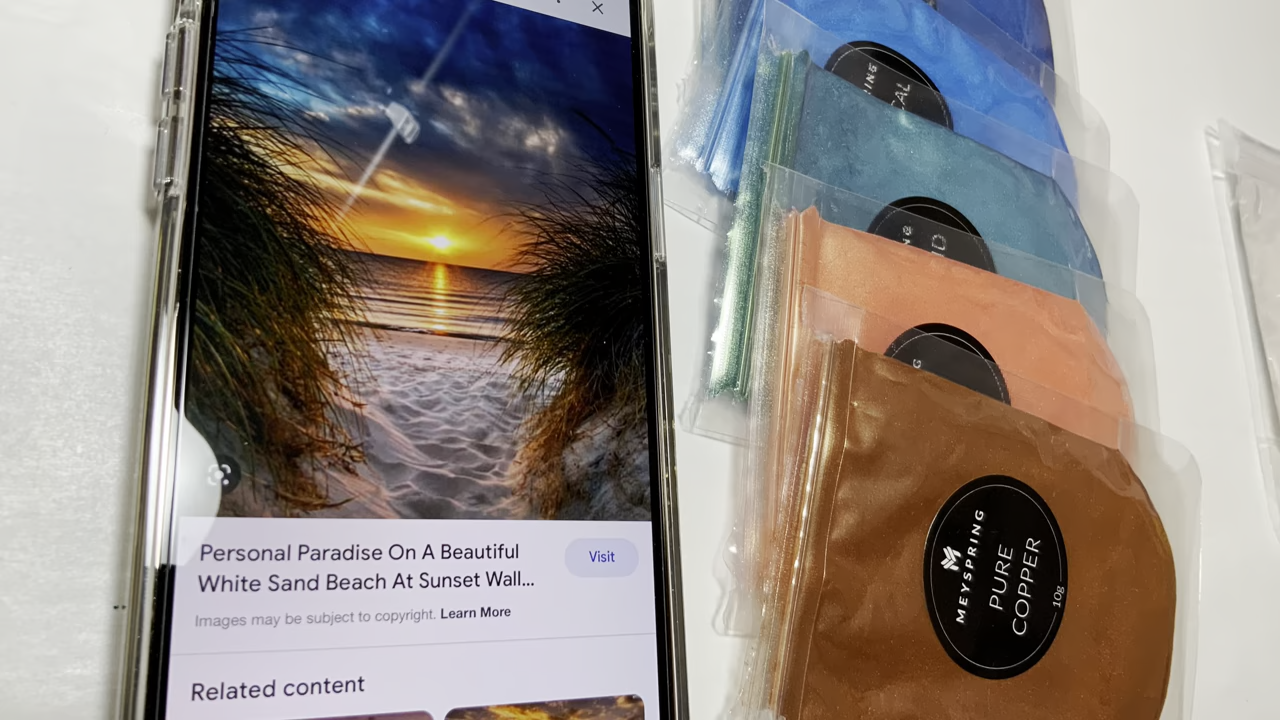 Personal Paradise On A Beautiful
White Sand Beach At Sunset Wall...
Visit
Images may be subject to copyright. Learn More
Related content
MEYSPRING
PURE
COPPER
10g